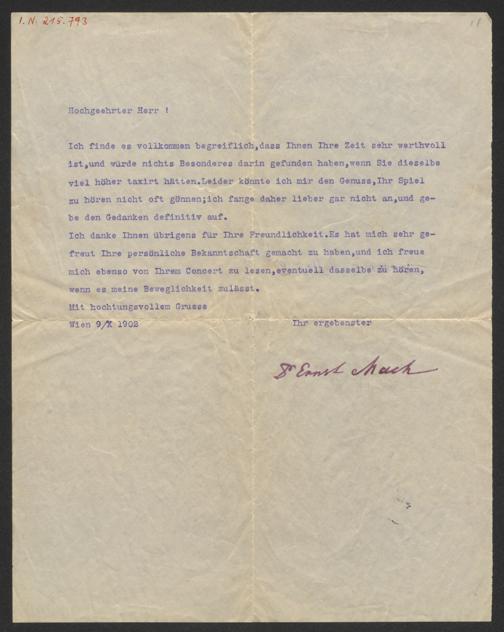 I. N. 215.793
Hochgeehrter Herr !
Ich finde es vollkommen begreiflich,dass Ihnen Ihre Zeit sehr werthvoll
ist,und würde nichts Besonderes darin gefunden haben,wenn Sie dieselbe
viel höher taxirt hätten.Leider könnte ich mir den Genuss,Ihr Spiel
zu hören nicht oft gönnen;ich fange daher lieber gar nicht an,und ge-
be den Gedanken definitiv auf.
Ich danke Ihnen übrigens für Ihre Freundlichkeit.Es hat mich sehr ge-
freut Ihre persönliche Bekanntschaft gemacht zu haben,und ich freue
mich ebenso von Ihrem Concert zu lesen,eventuell dasselbe zu hören,
wenn es meine Beweglichkeit zulässt.
Mit hochtungsvollem Grusse
Wien 9/X 1902 Ihr ergebenster
Dr Ernst Mach